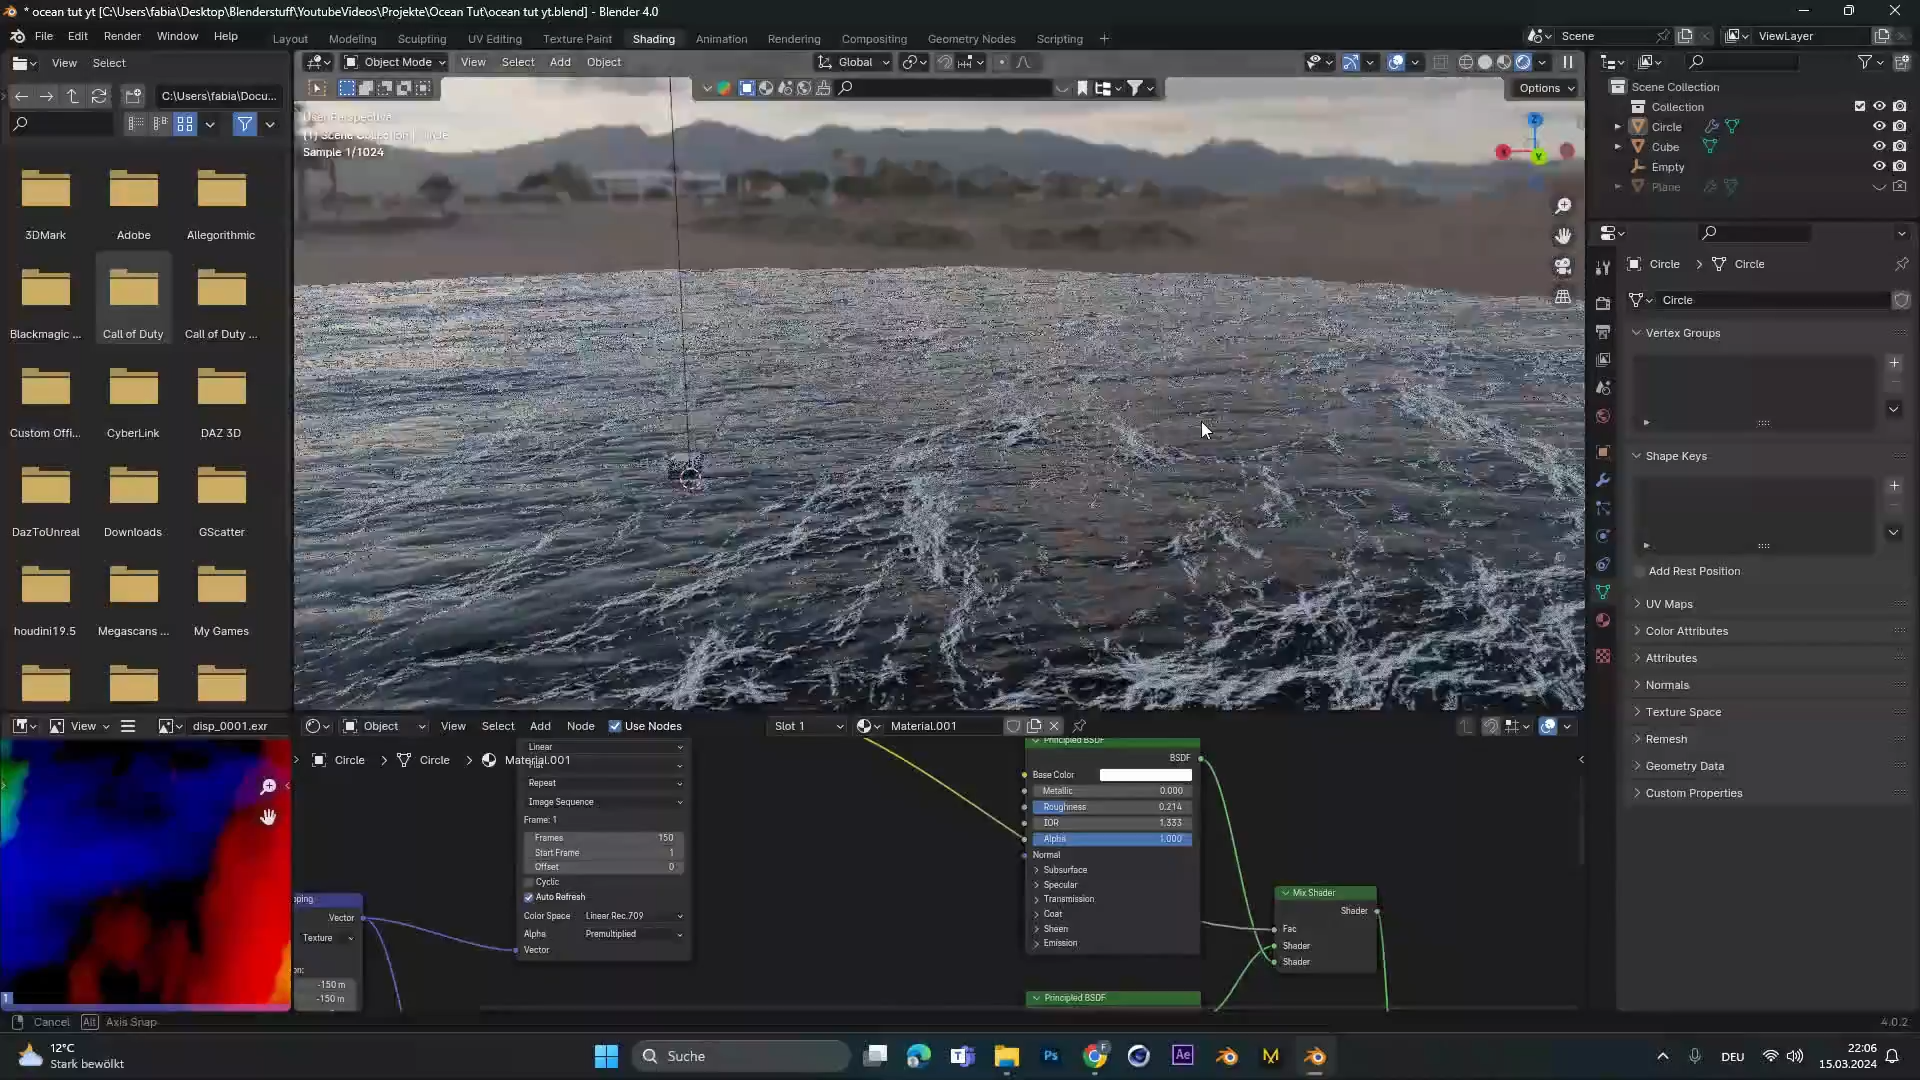 * ocean tut yt [C:\Users\fabia\Desktop\Blenderstuff\YoutubeVideos\Projekte\Ocean Tut\ocean tut yt.blend] - Blender 4.0
File Edit Render Window Help
Layout Modeling Sculpting UV Editing Texture Paint Shading Animation Rendering Compositing Geometry Nodes Scripting +
Scene
ViewLayer
View Select
Object Mode View Select Add Object
Global
C:\Users\fabia\Docu...
Options
User Perspective
(1) Scene Collection |
Sample 1/1024
Z
X
Y
Scene Collection
Collection
Circle
Cube
Empty
Plane
3DMark
Adobe
Allegorithmic
Blackmagic ...
Call of Duty
Call of Duty ...
Custom Offi...
CyberLink
DAZ 3D
DazToUnreal
Downloads
GScatter
houdini19.5
Megascans ...
My Games
Circle > Circle
Circle
Vertex Groups
Shape Keys
Add Rest Position
UV Maps
Color Attributes
Attributes
Normals
Texture Space
Remesh
Geometry Data
Custom Properties
View
disp_0001.exr
Object View Select Add Node Use Nodes
Slot 1
Material.001
Circle > Circle > Material.001
Linear
Flat
Repeat
Image Sequence
Frame: 1
Frames 150
Start Frame 1
Offset 0
Cyclic
Auto Refresh
Color Space Linear Rec.709
Alpha Premultiplied
Vector
Vector
Texture
-150 m
-150 m
Principled BSDF
BSDF
Base Color
Metallic 0.000
Roughness 0.214
IOR 1.333
Alpha 1.000
Normal
Subsurface
Specular
Transmission
Coat
Sheen
Emission
Principled BSDF
Mix Shader
Shader
Fac
Shader
Shader
1
Cancel Alt Axis Snap
4.0.2
12°C
Stark bewölkt
Suche
DEU
22:06
15.03.2024